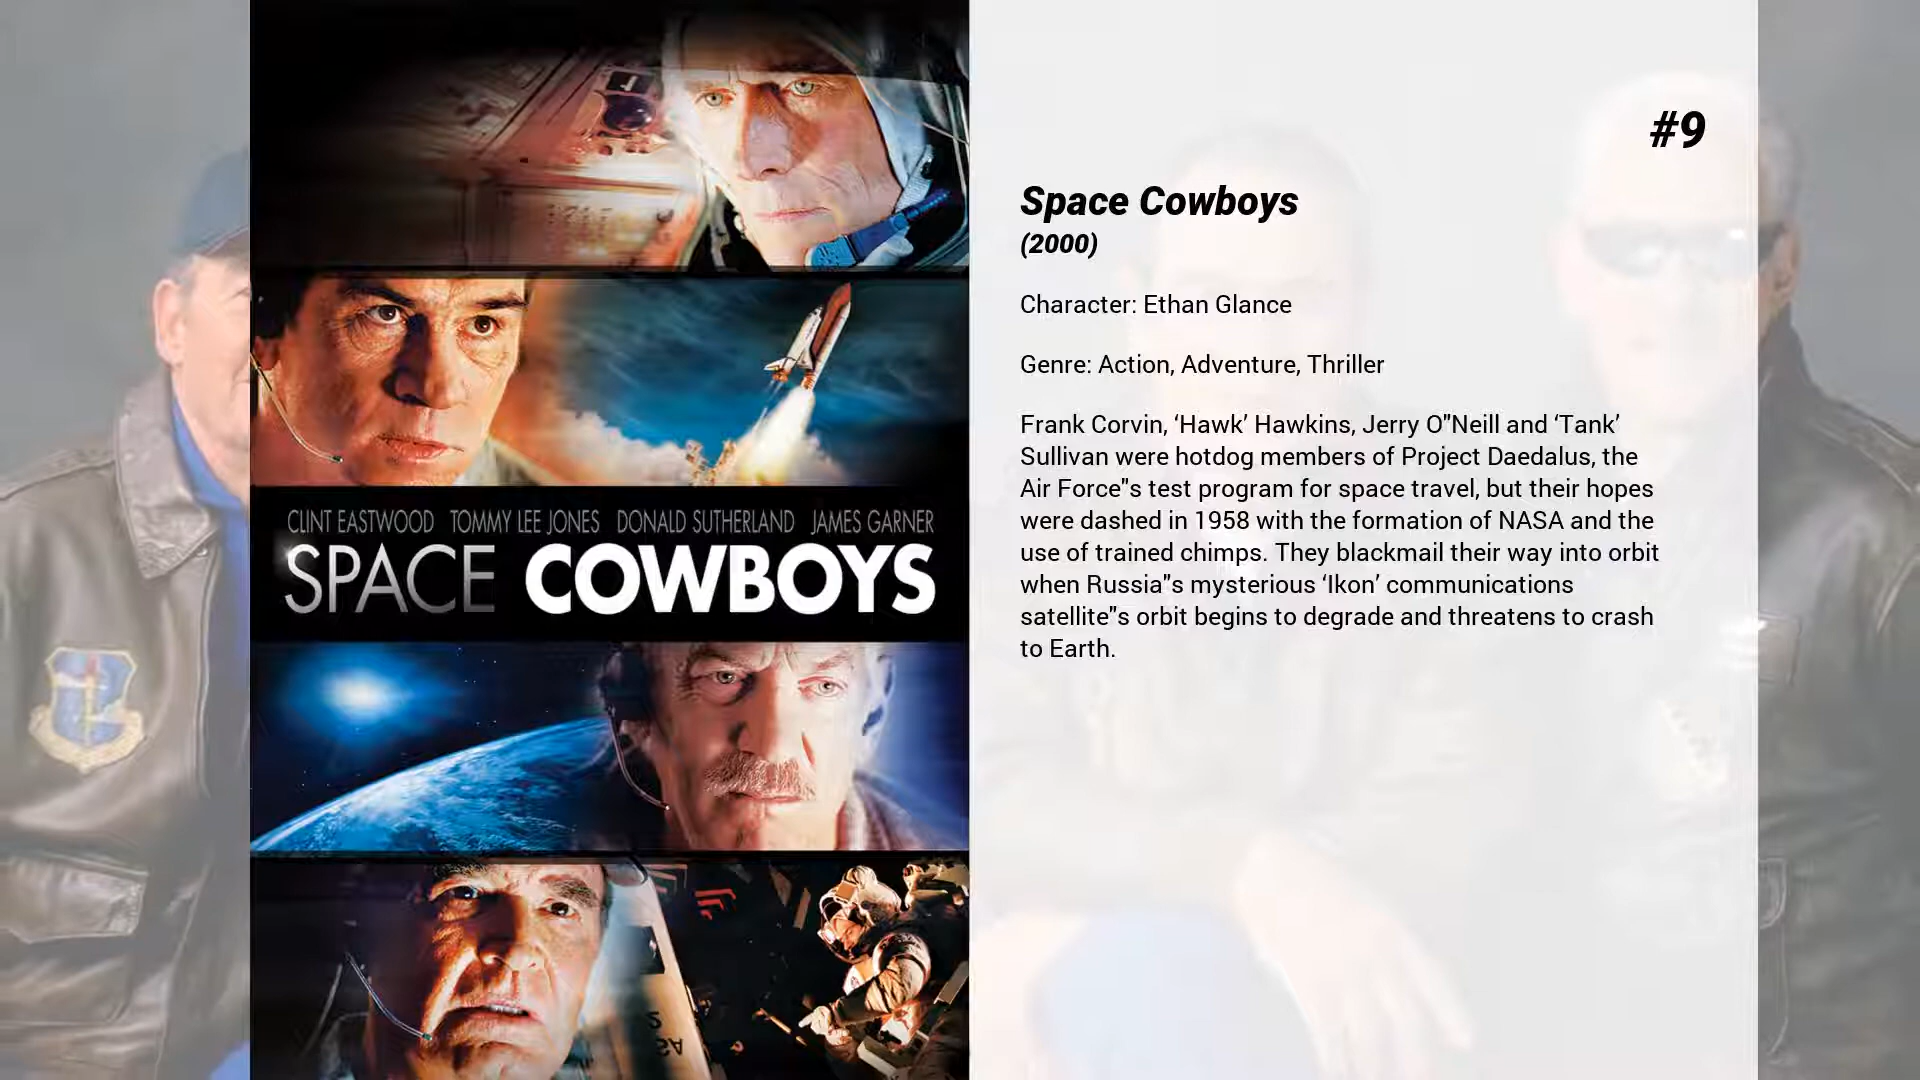 CLINT EASTWOOD TOMMY LEE JONES DONALD SUTHERLAND JAMES GARNER
SPACE COWBOYS
#9
Space Cowboys
(2000)
Character: Ethan Glance
Genre: Action, Adventure, Thriller
Frank Corvin, ‘Hawk’ Hawkins, Jerry O"Neill and ‘Tank’
Sullivan were hotdog members of Project Daedalus, the
Air Force"s test program for space travel, but their hopes
were dashed in 1958 with the formation of NASA and the
use of trained chimps. They blackmail their way into orbit
when Russia"s mysterious ‘Ikon’ communications
satellite"s orbit begins to degrade and threatens to crash
to Earth.